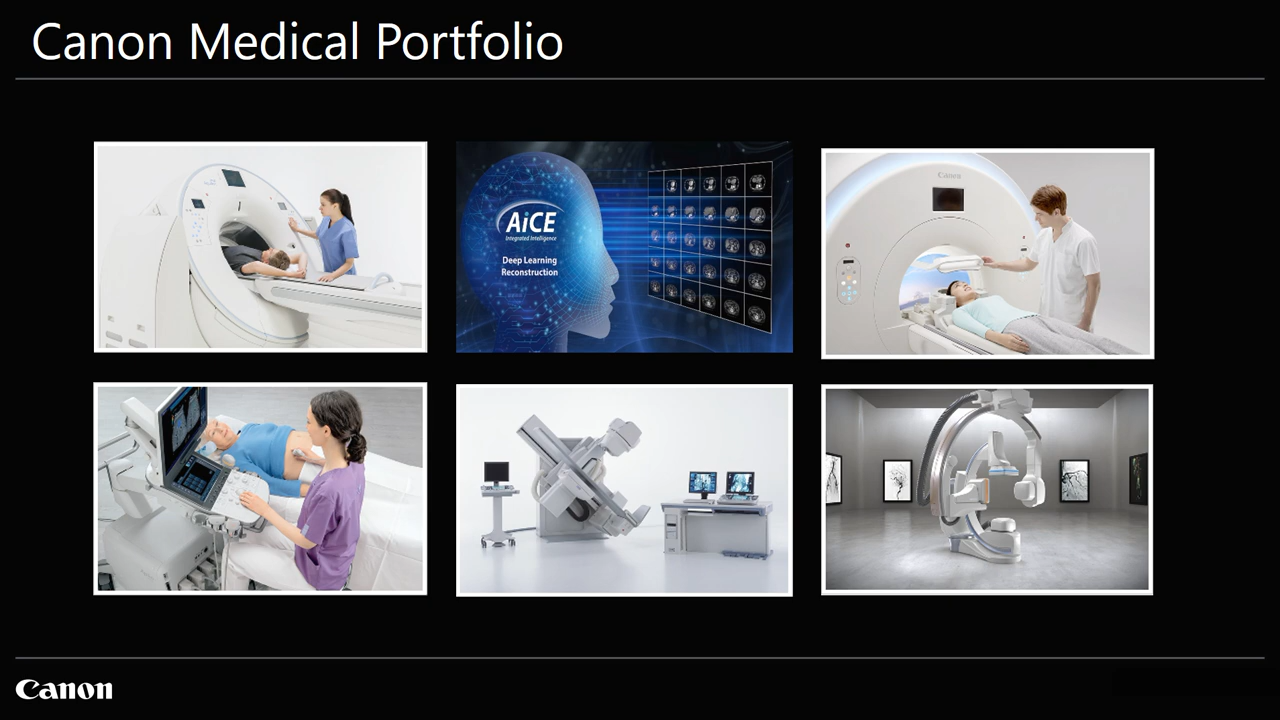 Canon Medical Portfolio
AiCE
Integrated Intelligence
Deep Learning
Reconstruction
Canon
Canon